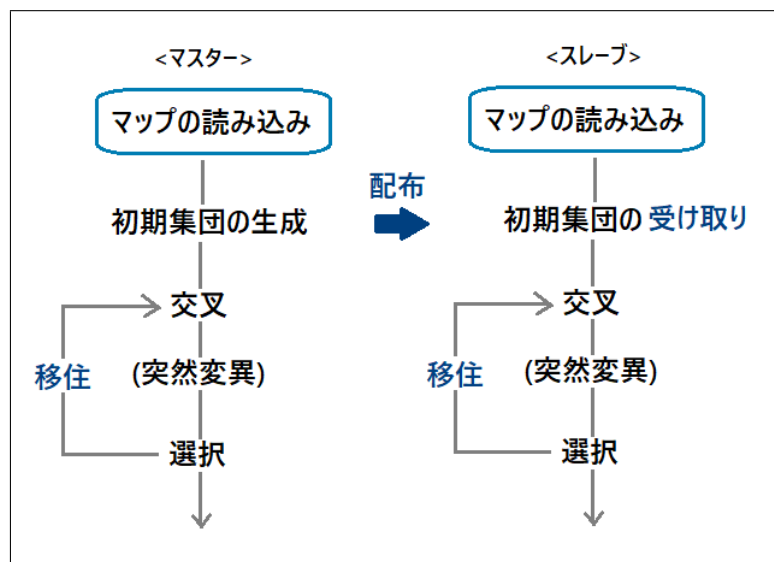 <マスター>
マップの読み込み
初期集団の生成
交叉
移住
(突然変異)
選択
配布
<スレーブ>
マップの読み込み
初期集団の 受け取り
交叉
移住
(突然変異)
選択